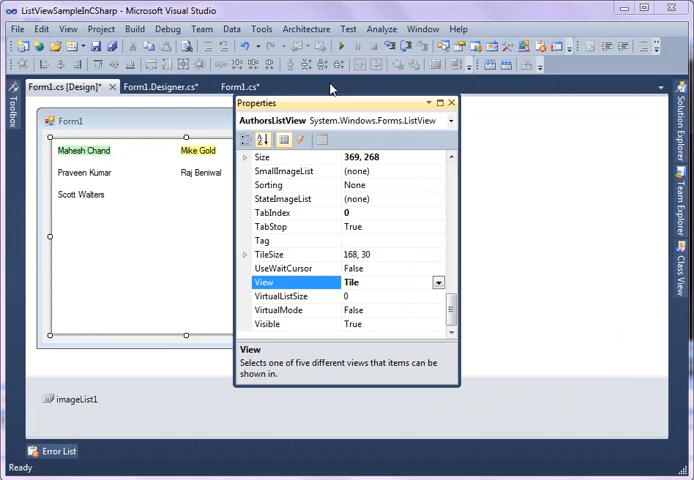 ListViewSampleInCSharp - Microsoft Visual Studio
File Edit View Project Build Debug Team Data Tools Architecture Test Analyze Window Help
Form1.cs [Design]* Form1.Designer.cs* Form1.cs*
Toolbox
Form1
Mahesh Chand Mike Gold
Praveen Kumar Raj Beniwal
Scott Walters
Properties
AuthorsListView System.Windows.Forms.ListView
Size 369, 268
SmallImageList (none)
Sorting None
StateImageList (none)
TabIndex 0
TabStop True
Tag
TileSize 168, 30
UseWaitCursor False
View Tile
VirtualListSize 0
VirtualMode False
Visible True
View
Selects one of five different views that items can be
shown in.
Solution Explorer
Team Explorer
Class View
imageList1
Error List
Ready